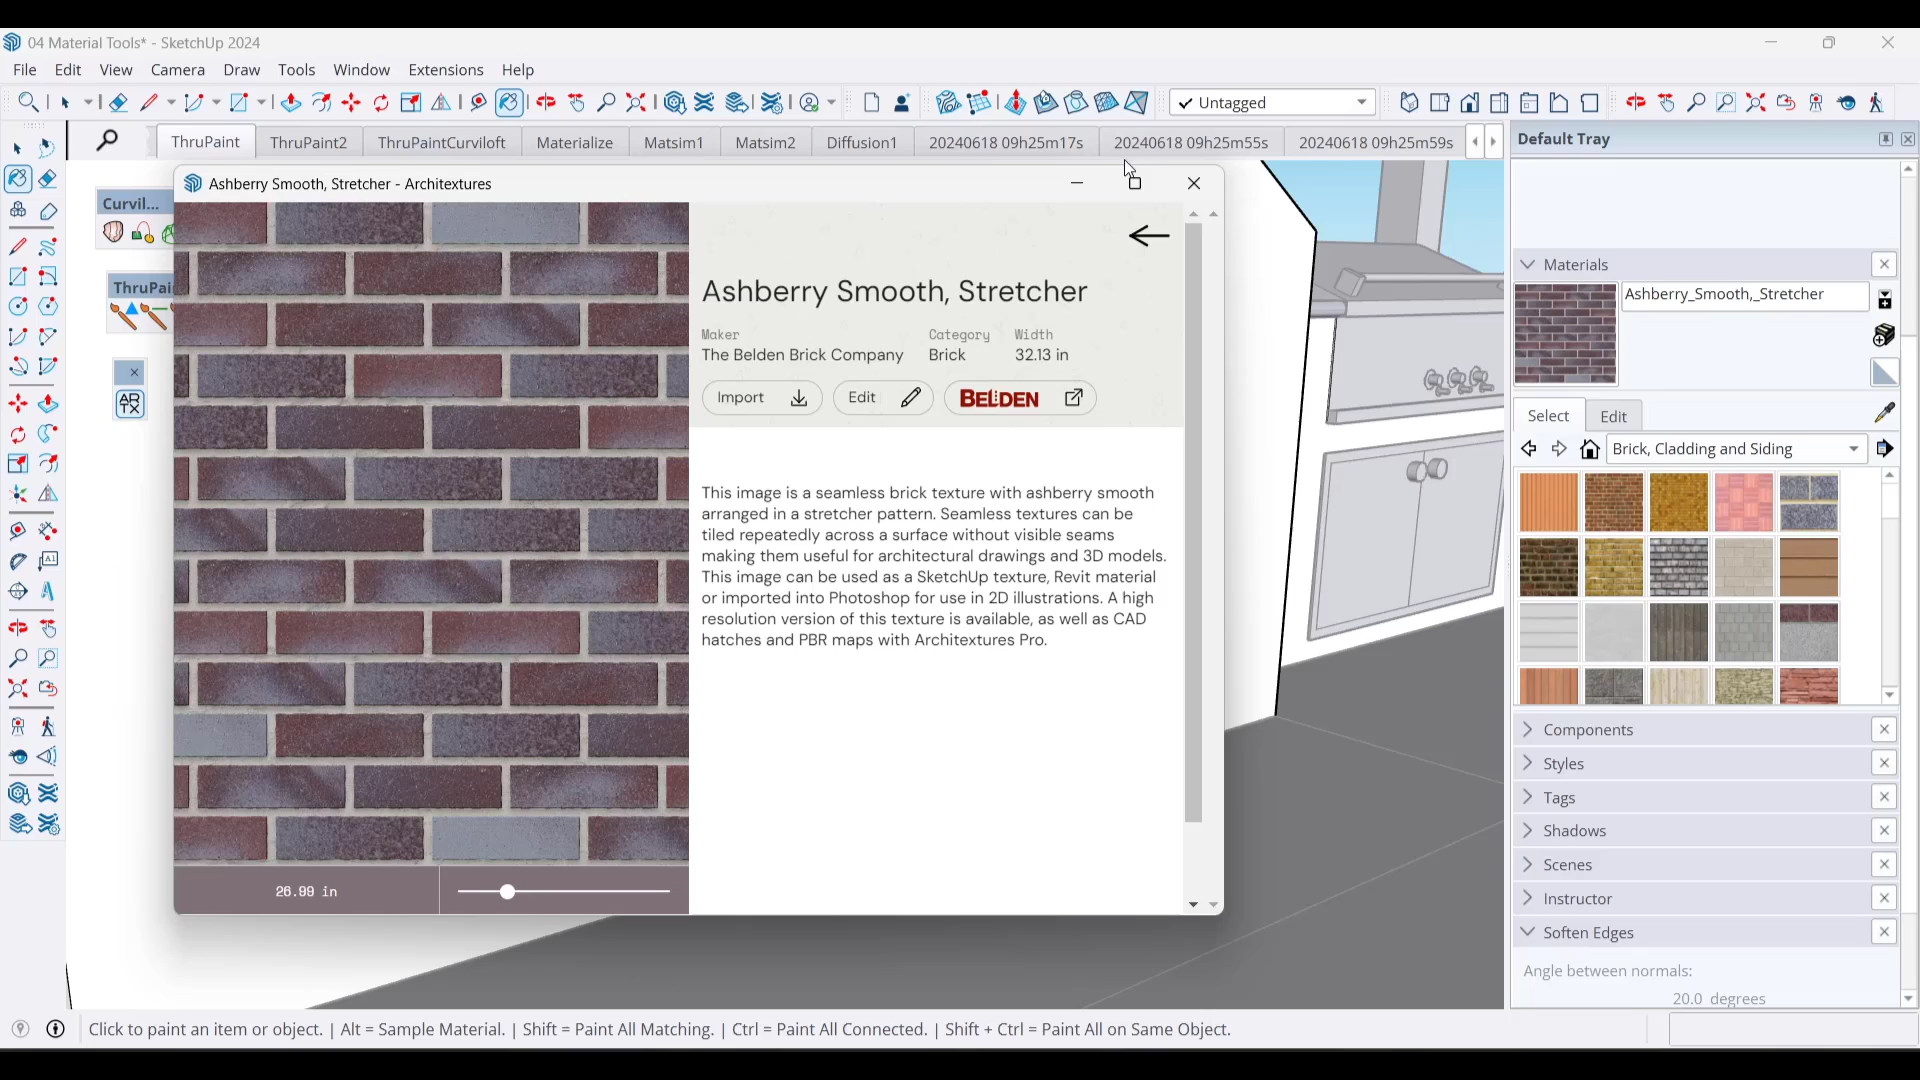 04 Material Tools* - SketchUp 2024
File Edit View Camera Draw Tools Window Extensions Help
Untagged
ThruPaint ThruPaint2 ThruPaintCurviloft Materialize Matsim1 Matsim2 Diffusion1 20240618 09h25m17s 20240618 09h25m55s 20240618 09h25m59s
Default Tray
Ashberry Smooth, Stretcher - Architextures
Curvil...
ThruPai
AR
TX
Ashberry Smooth, Stretcher
Maker Category Width
The Belden Brick Company Brick 32.13 in
Import Edit BELDEN
This image is a seamless brick texture with ashberry smooth
arranged in a stretcher pattern. Seamless textures can be
tiled repeatedly across a surface without visible seams
making them useful for architectural drawings and 3D models.
This image can be used as a SketchUp texture, Revit material
or imported into Photoshop for use in 2D illustrations. A high
resolution version of this texture is available, as well as CAD
hatches and PBR maps with Architextures Pro.
26.99 in
Materials
Ashberry_Smooth,_Stretcher
Select Edit
Brick, Cladding and Siding
Components
Styles
Tags
Shadows
Scenes
Instructor
Soften Edges
Angle between normals:
20.0 degrees
Click to paint an item or object. | Alt = Sample Material. | Shift = Paint All Matching. | Ctrl = Paint All Connected. | Shift + Ctrl = Paint All on Same Object.